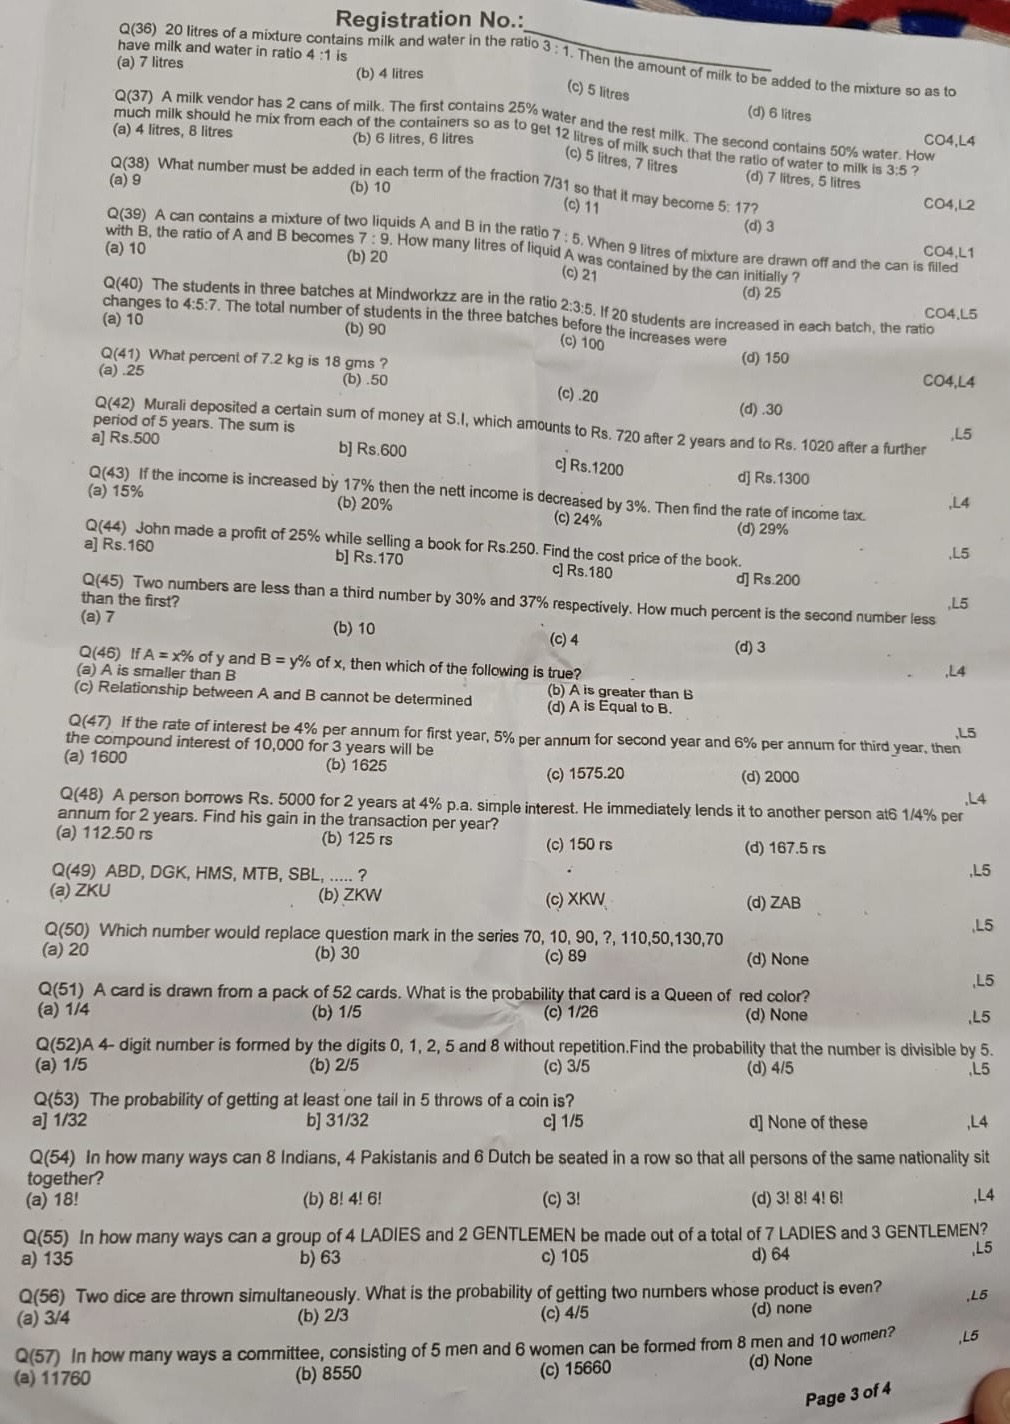 Registration No.:
Q(36) 20 litres of a mixture contains milk and water in the ratio 3 : 1. Then the amount of milk to be added to the mixture so as to
have milk and water in ratio 4 :1 is
(a) 7 litres (b) 4 litres (c) 5 litres (d) 6 litres
CO4,L4
Q(37) A milk vendor has 2 cans of milk. The first contains 25% water and the rest milk. The second contains 50% water. How
much milk should he mix from each of the containers so as to get 12 litres of milk such that the ratio of water to milk is 3:5 ?
(a) 4 litres, 8 litres (b) 6 litres, 6 litres (c) 5 litres, 7 litres (d) 7 litres, 5 litres
CO4,L2
Q(38) What number must be added in each term of the fraction 7/31 so that it may become 5: 17?
(a) 9 (b) 10 (c) 11 (d) 3
CO4,L1
Q(39) A can contains a mixture of two liquids A and B in the ratio 7 : 5. When 9 litres of mixture are drawn off and the can is filled
with B, the ratio of A and B becomes 7 : 9. How many litres of liquid A was contained by the can initially ?
(a) 10 (b) 20 (c) 21 (d) 25
CO4,L5
Q(40) The students in three batches at Mindworkzz are in the ratio 2:3:5. If 20 students are increased in each batch, the ratio
changes to 4:5:7. The total number of students in the three batches before the increases were
(a) 10 (b) 90 (c) 100 (d) 150
CO4,L4
Q(41) What percent of 7.2 kg is 18 gms ?
(a) .25 (b) .50 (c) .20 (d) .30
,L5
Q(42) Murali deposited a certain sum of money at S.I, which amounts to Rs. 720 after 2 years and to Rs. 1020 after a further
period of 5 years. The sum is
a] Rs.500 b] Rs.600 c] Rs.1200 d] Rs.1300
,L4
Q(43) If the income is increased by 17% then the nett income is decreased by 3%. Then find the rate of income tax.
(a) 15% (b) 20% (c) 24% (d) 29%
,L5
Q(44) John made a profit of 25% while selling a book for Rs.250. Find the cost price of the book.
a] Rs.160 b] Rs.170 c] Rs.180 d] Rs.200
,L5
Q(45) Two numbers are less than a third number by 30% and 37% respectively. How much percent is the second number less
than the first?
(a) 7 (b) 10 (c) 4 (d) 3
,L4
Q(46) If A = x% of y and B = y% of x, then which of the following is true?
(a) A is smaller than B (b) A is greater than B
(c) Relationship between A and B cannot be determined (d) A is Equal to B.
,L5
Q(47) If the rate of interest be 4% per annum for first year, 5% per annum for second year and 6% per annum for third year, then
the compound interest of 10,000 for 3 years will be
(a) 1600 (b) 1625 (c) 1575.20 (d) 2000
,L4
Q(48) A person borrows Rs. 5000 for 2 years at 4% p.a. simple interest. He immediately lends it to another person at6 1/4% per
annum for 2 years. Find his gain in the transaction per year?
(a) 112.50 rs (b) 125 rs (c) 150 rs (d) 167.5 rs
,L5
Q(49) ABD, DGK, HMS, MTB, SBL, ..... ?
(a) ZKU (b) ZKW (c) XKW (d) ZAB
,L5
Q(50) Which number would replace question mark in the series 70, 10, 90, ?, 110,50,130,70
(a) 20 (b) 30 (c) 89 (d) None
,L5
Q(51) A card is drawn from a pack of 52 cards. What is the probability that card is a Queen of red color?
(a) 1/4 (b) 1/5 (c) 1/26 (d) None ,L5
Q(52)A 4- digit number is formed by the digits 0, 1, 2, 5 and 8 without repetition.Find the probability that the number is divisible by 5.
(a) 1/5 (b) 2/5 (c) 3/5 (d) 4/5 ,L5
Q(53) The probability of getting at least one tail in 5 throws of a coin is?
a] 1/32 b] 31/32 c] 1/5 d] None of these ,L4
Q(54) In how many ways can 8 Indians, 4 Pakistanis and 6 Dutch be seated in a row so that all persons of the same nationality sit
together?
(a) 18! (b) 8! 4! 6! (c) 3! (d) 3! 8! 4! 6! ,L4
Q(55) In how many ways can a group of 4 LADIES and 2 GENTLEMEN be made out of a total of 7 LADIES and 3 GENTLEMEN?
a) 135 b) 63 c) 105 d) 64 ,L5
Q(56) Two dice are thrown simultaneously. What is the probability of getting two numbers whose product is even? ,L5
(a) 3/4 (b) 2/3 (c) 4/5 (d) none
Q(57) In how many ways a committee, consisting of 5 men and 6 women can be formed from 8 men and 10 women? ,L5
(a) 11760 (b) 8550 (c) 15660 (d) None
Page 3 of 4